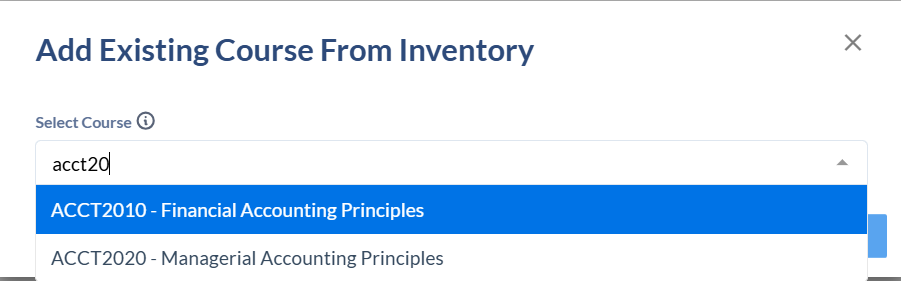 Add Existing Course From Inventory
Select Course
acct20
ACCT2010 - Financial Accounting Principles
ACCT2020 - Managerial Accounting Principles